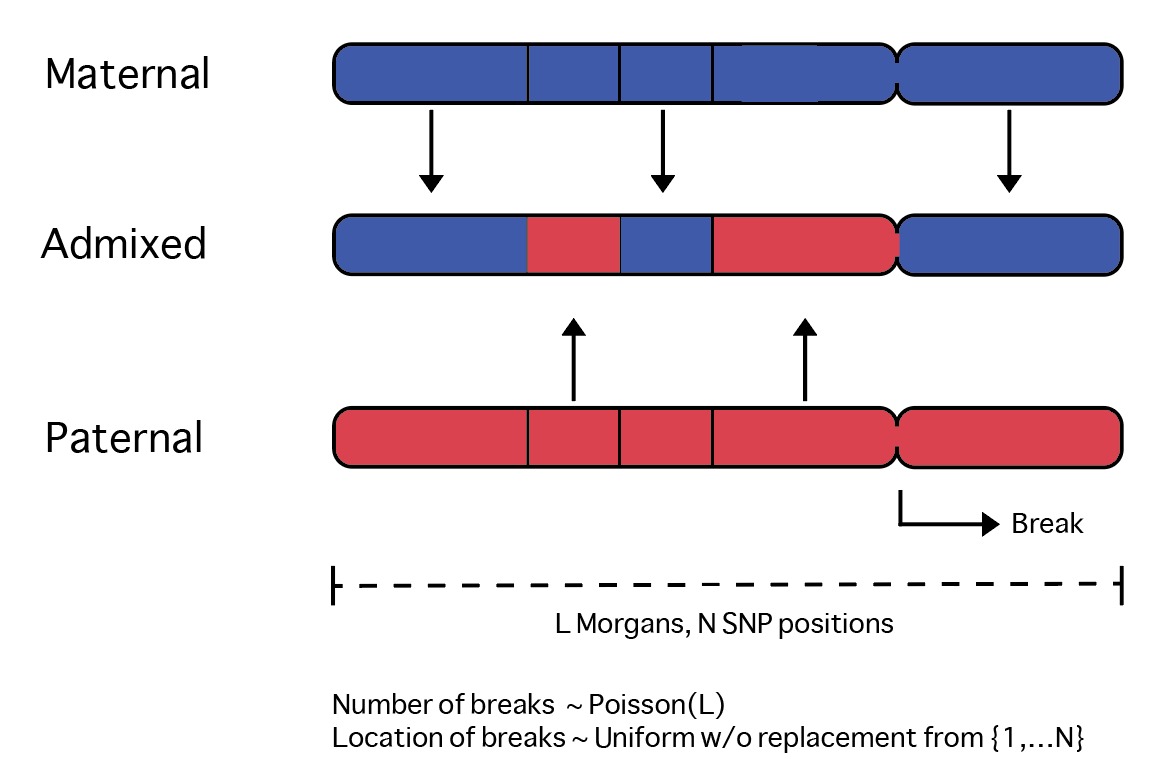 Maternal
Admixed
Paternal
Break
L Morgans, N SNP positions
Number of breaks ~ Poisson(L)
Location of breaks ~ Uniform w/o replacement from {1,...N}